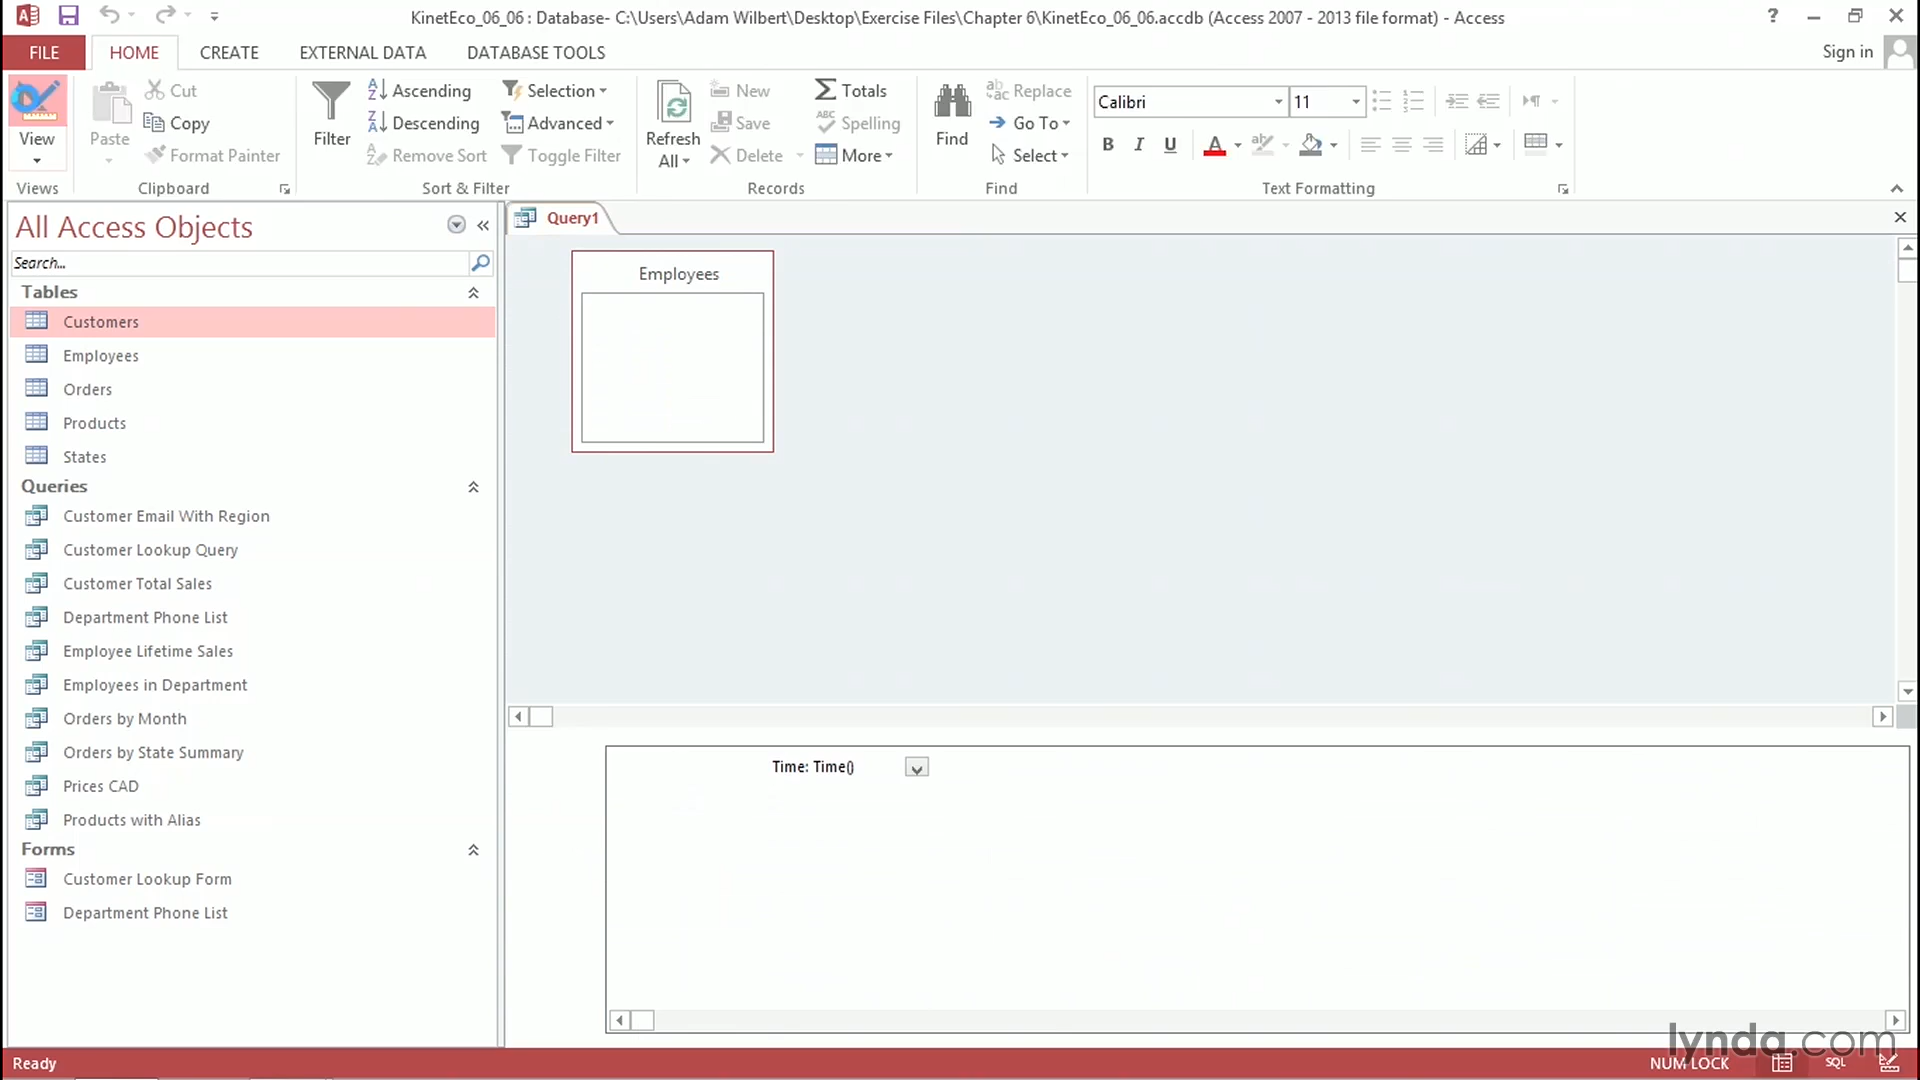 KinetEco_06_06 : Database- C:\Users\Adam Wilbert\Desktop\Exercise Files\Chapter 6\KinetEco_06_06.accdb (Access 2007 - 2013 file format) - Access
?
FILE HOME CREATE EXTERNAL DATA DATABASE TOOLS Sign in
View
Views
Paste
Cut
Copy
Format Painter
Clipboard
Filter
Ascending
Descending
Remove Sort
Selection
Advanced
Toggle Filter
Sort & Filter
Refresh
All
New
Save
Delete
Totals
Spelling
More
Records
Find
Replace
Go To
Select
Find
Calibri 11
B I U
Text Formatting
All Access Objects
Search...
Tables
Customers
Employees
Orders
Products
States
Queries
Customer Email With Region
Customer Lookup Query
Customer Total Sales
Department Phone List
Employee Lifetime Sales
Employees in Department
Orders by Month
Orders by State Summary
Prices CAD
Products with Alias
Forms
Customer Lookup Form
Department Phone List
Query1
Employees
Time: Time()
lynda.com
Ready
NUM LOCK
SQL